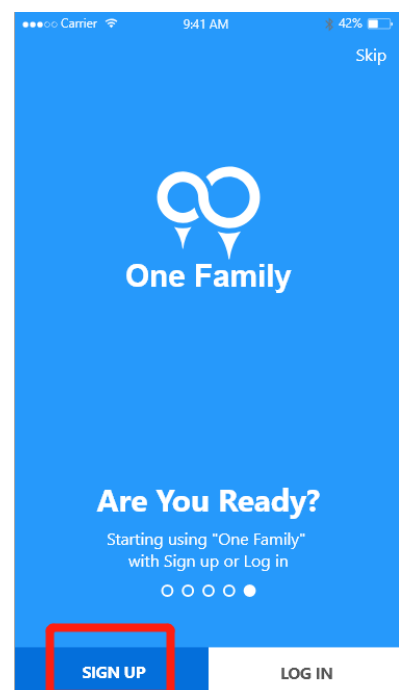 Carrier 9:41 AM 42%
Skip
One Family
Are You Ready?
Starting using "One Family"
with Sign up or Log in
SIGN UP LOG IN